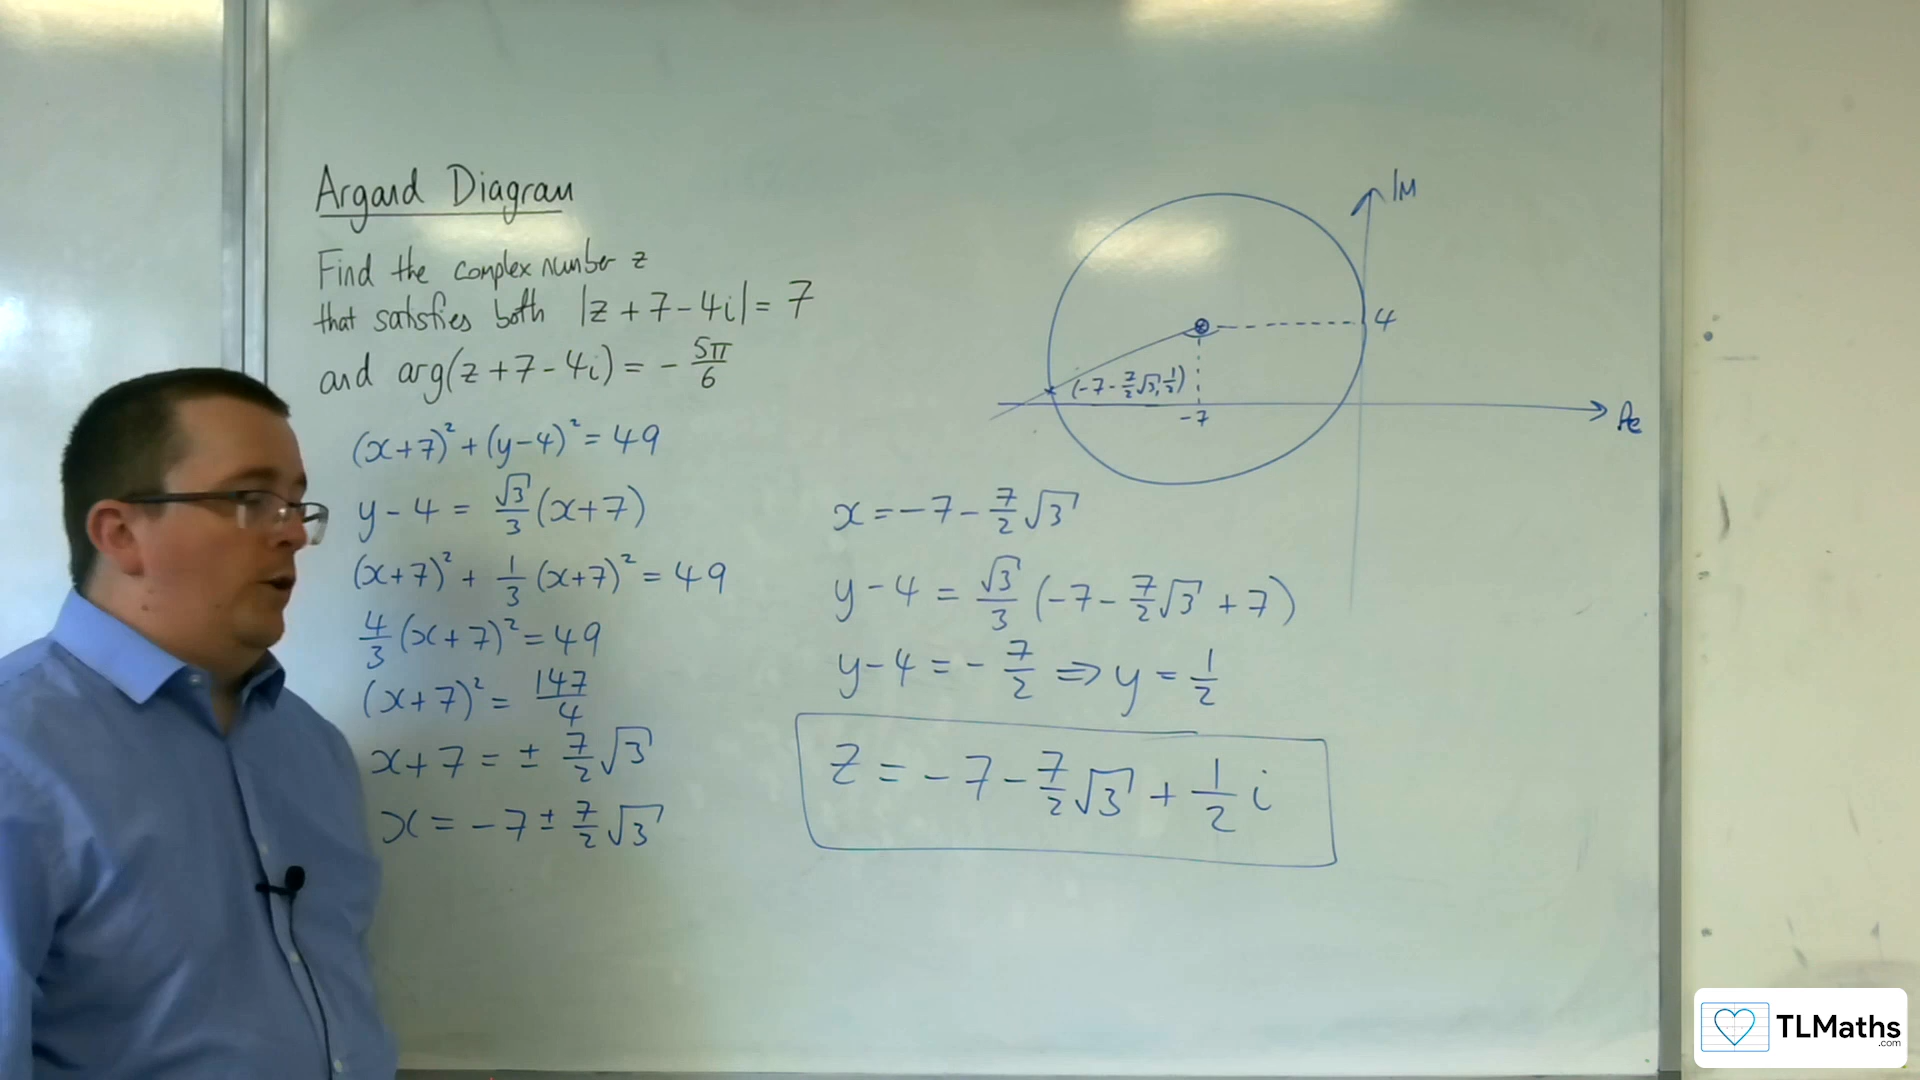 Argand Diagram
Find the complex number z
that satisfies both |z + 7 - 4i| = 7
and arg(z + 7 - 4i) = - 5π/6
(x+7)² + (y-4)² = 49
y - 4 = √3/3 (x+7)
(x+7)² + 1/3 (x+7)² = 49
4/3 (x+7)² = 49
(x+7)² = 147/4
x+7 = ± 7/2 √3
x = -7 ± 7/2 √3
Im
4
(-7 - 7/2 √3, 1/2)
-7
Re
x = -7 - 7/2 √3
y - 4 = √3/3 (-7 - 7/2 √3 + 7)
y - 4 = - 7/2 ⇒ y = 1/2
z = -7 - 7/2 √3 + 1/2 i
TLMaths
.com